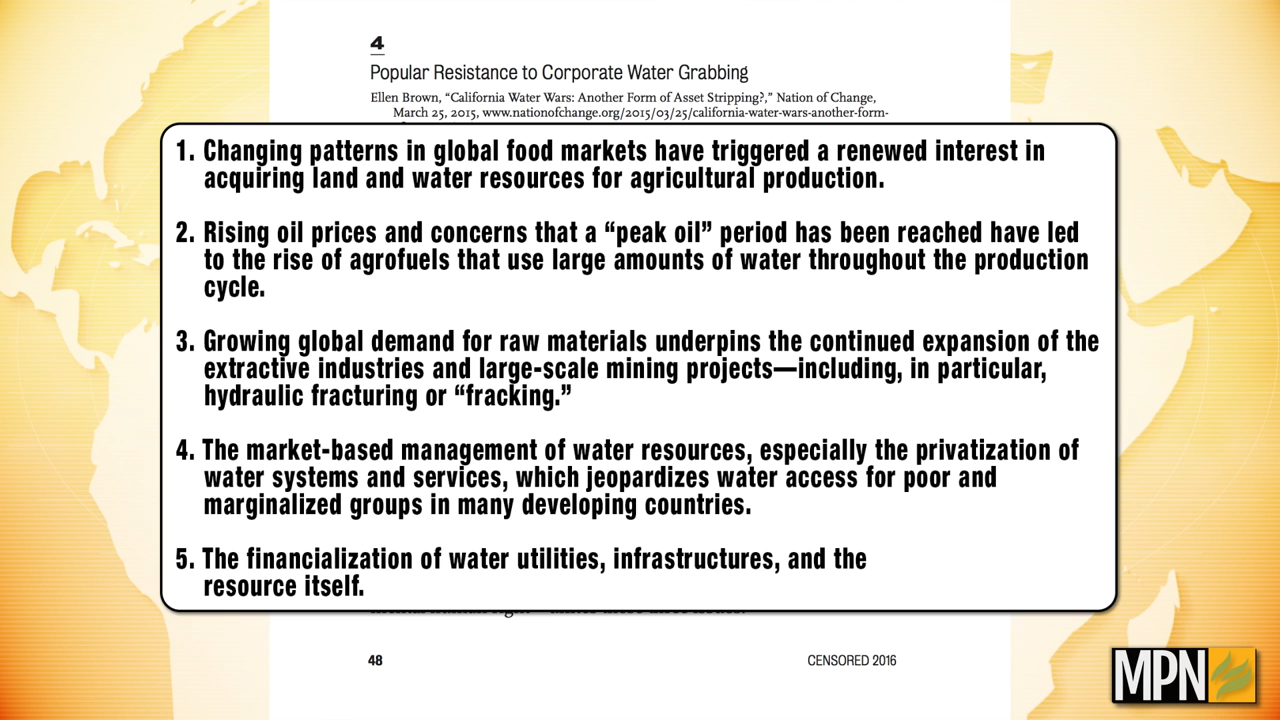 4
Popular Resistance to Corporate Water Grabbing
Ellen Brown, “California Water Wars: Another Form of Asset Stripping?,” Nation of Change,
March 25, 2015, www.nationofchange.org/2015/03/25/california-water-wars-another-form-
1. Changing patterns in global food markets have triggered a renewed interest in
acquiring land and water resources for agricultural production.
2. Rising oil prices and concerns that a “peak oil” period has been reached have led
to the rise of agrofuels that use large amounts of water throughout the production
cycle.
3. Growing global demand for raw materials underpins the continued expansion of the
extractive industries and large-scale mining projects—including, in particular,
hydraulic fracturing or “fracking.”
4. The market-based management of water resources, especially the privatization of
water systems and services, which jeopardizes water access for poor and
marginalized groups in many developing countries.
5. The financialization of water utilities, infrastructures, and the
resource itself.
48
CENSORED 2016
MPN